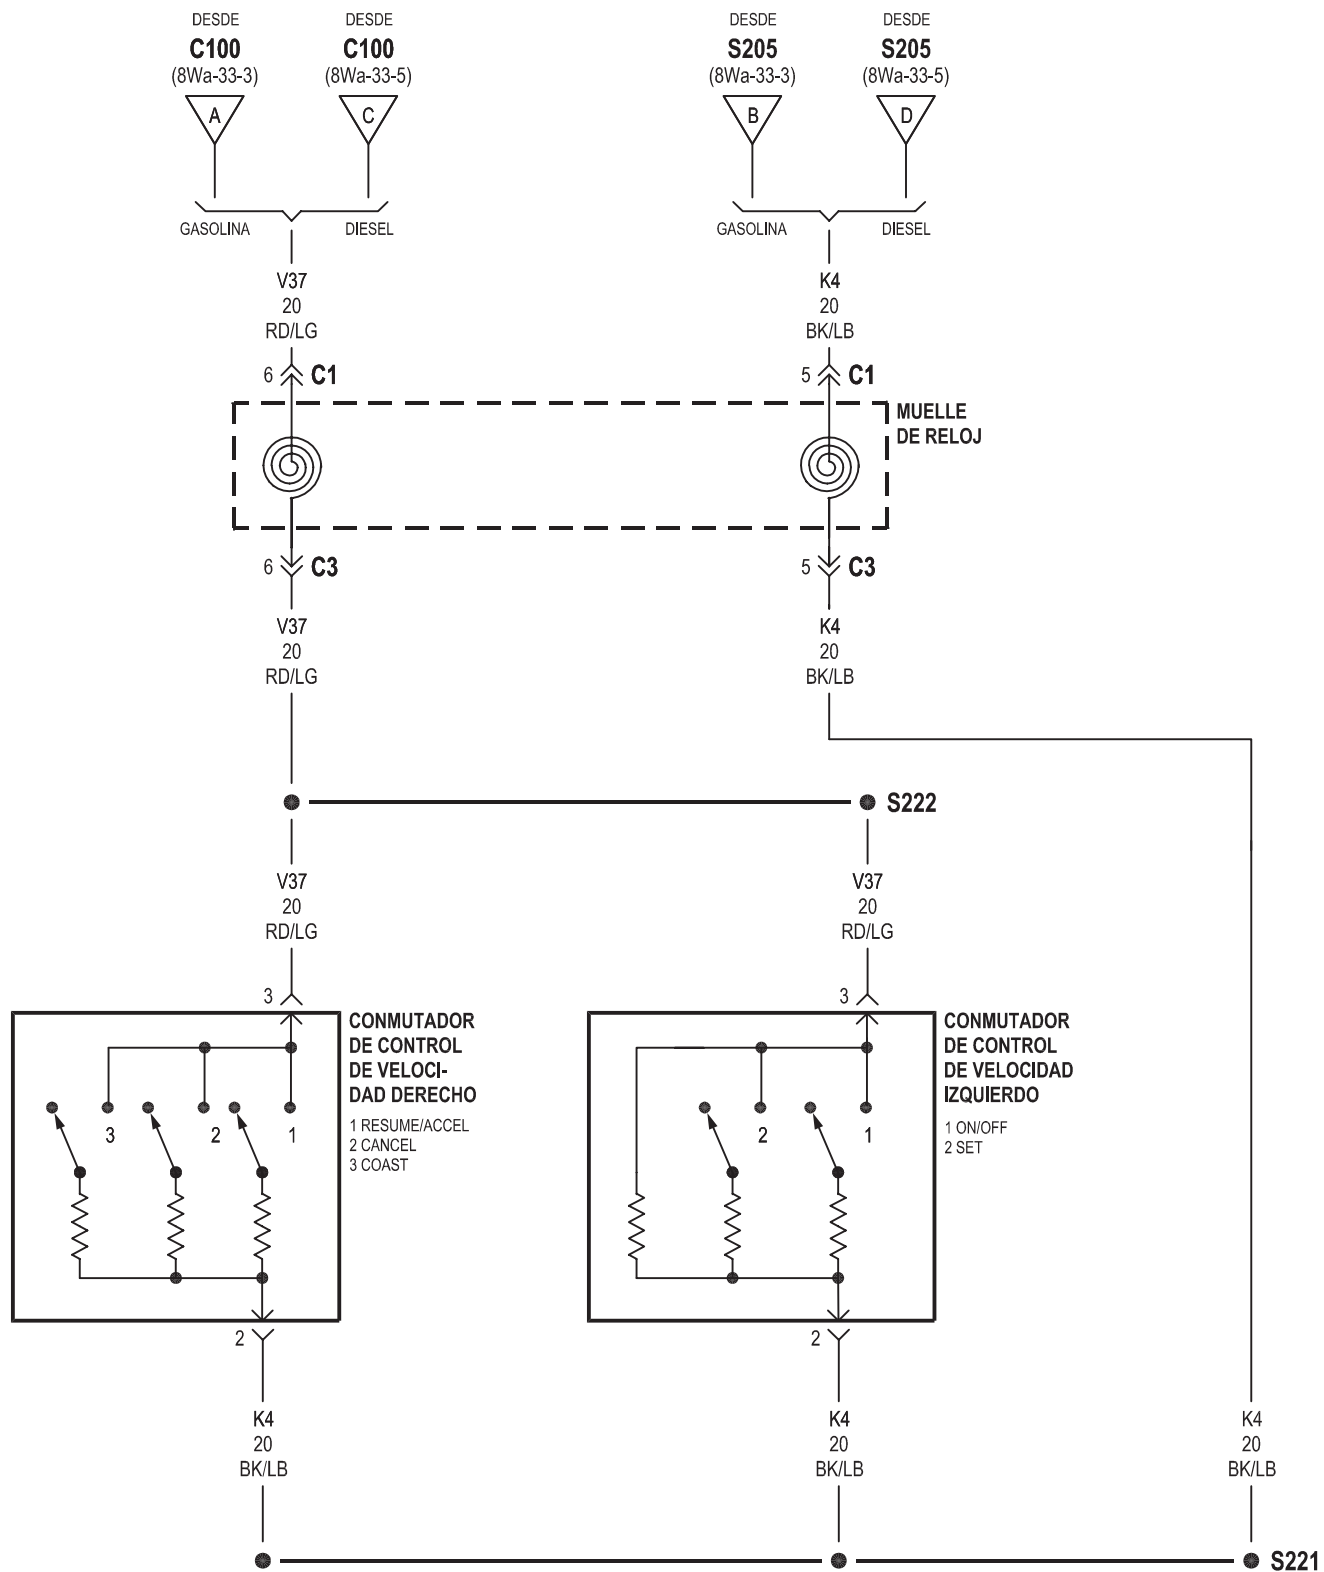 DESDE
C100
(8Wa-33-3)
A
DESDE
C100
(8Wa-33-5)
C
DESDE
S205
(8Wa-33-3)
B
DESDE
S205
(8Wa-33-5)
D
GASOLINA
DIESEL
GASOLINA
DIESEL
V37
20
RD/LG
K4
20
BK/LB
6
C1
5
C1
MUELLE
DE RELOJ
6
C3
5
C3
V37
20
RD/LG
K4
20
BK/LB
S222
V37
20
RD/LG
V37
20
RD/LG
3
3
CONMUTADOR
DE CONTROL
DE VELOCI-
DAD DERECHO
1 RESUME/ACCEL
2 CANCEL
3 COAST
3
2
1
CONMUTADOR
DE CONTROL
DE VELOCIDAD
IZQUIERDO
1 ON/OFF
2 SET
2
1
2
2
K4
20
BK/LB
K4
20
BK/LB
K4
20
BK/LB
S221